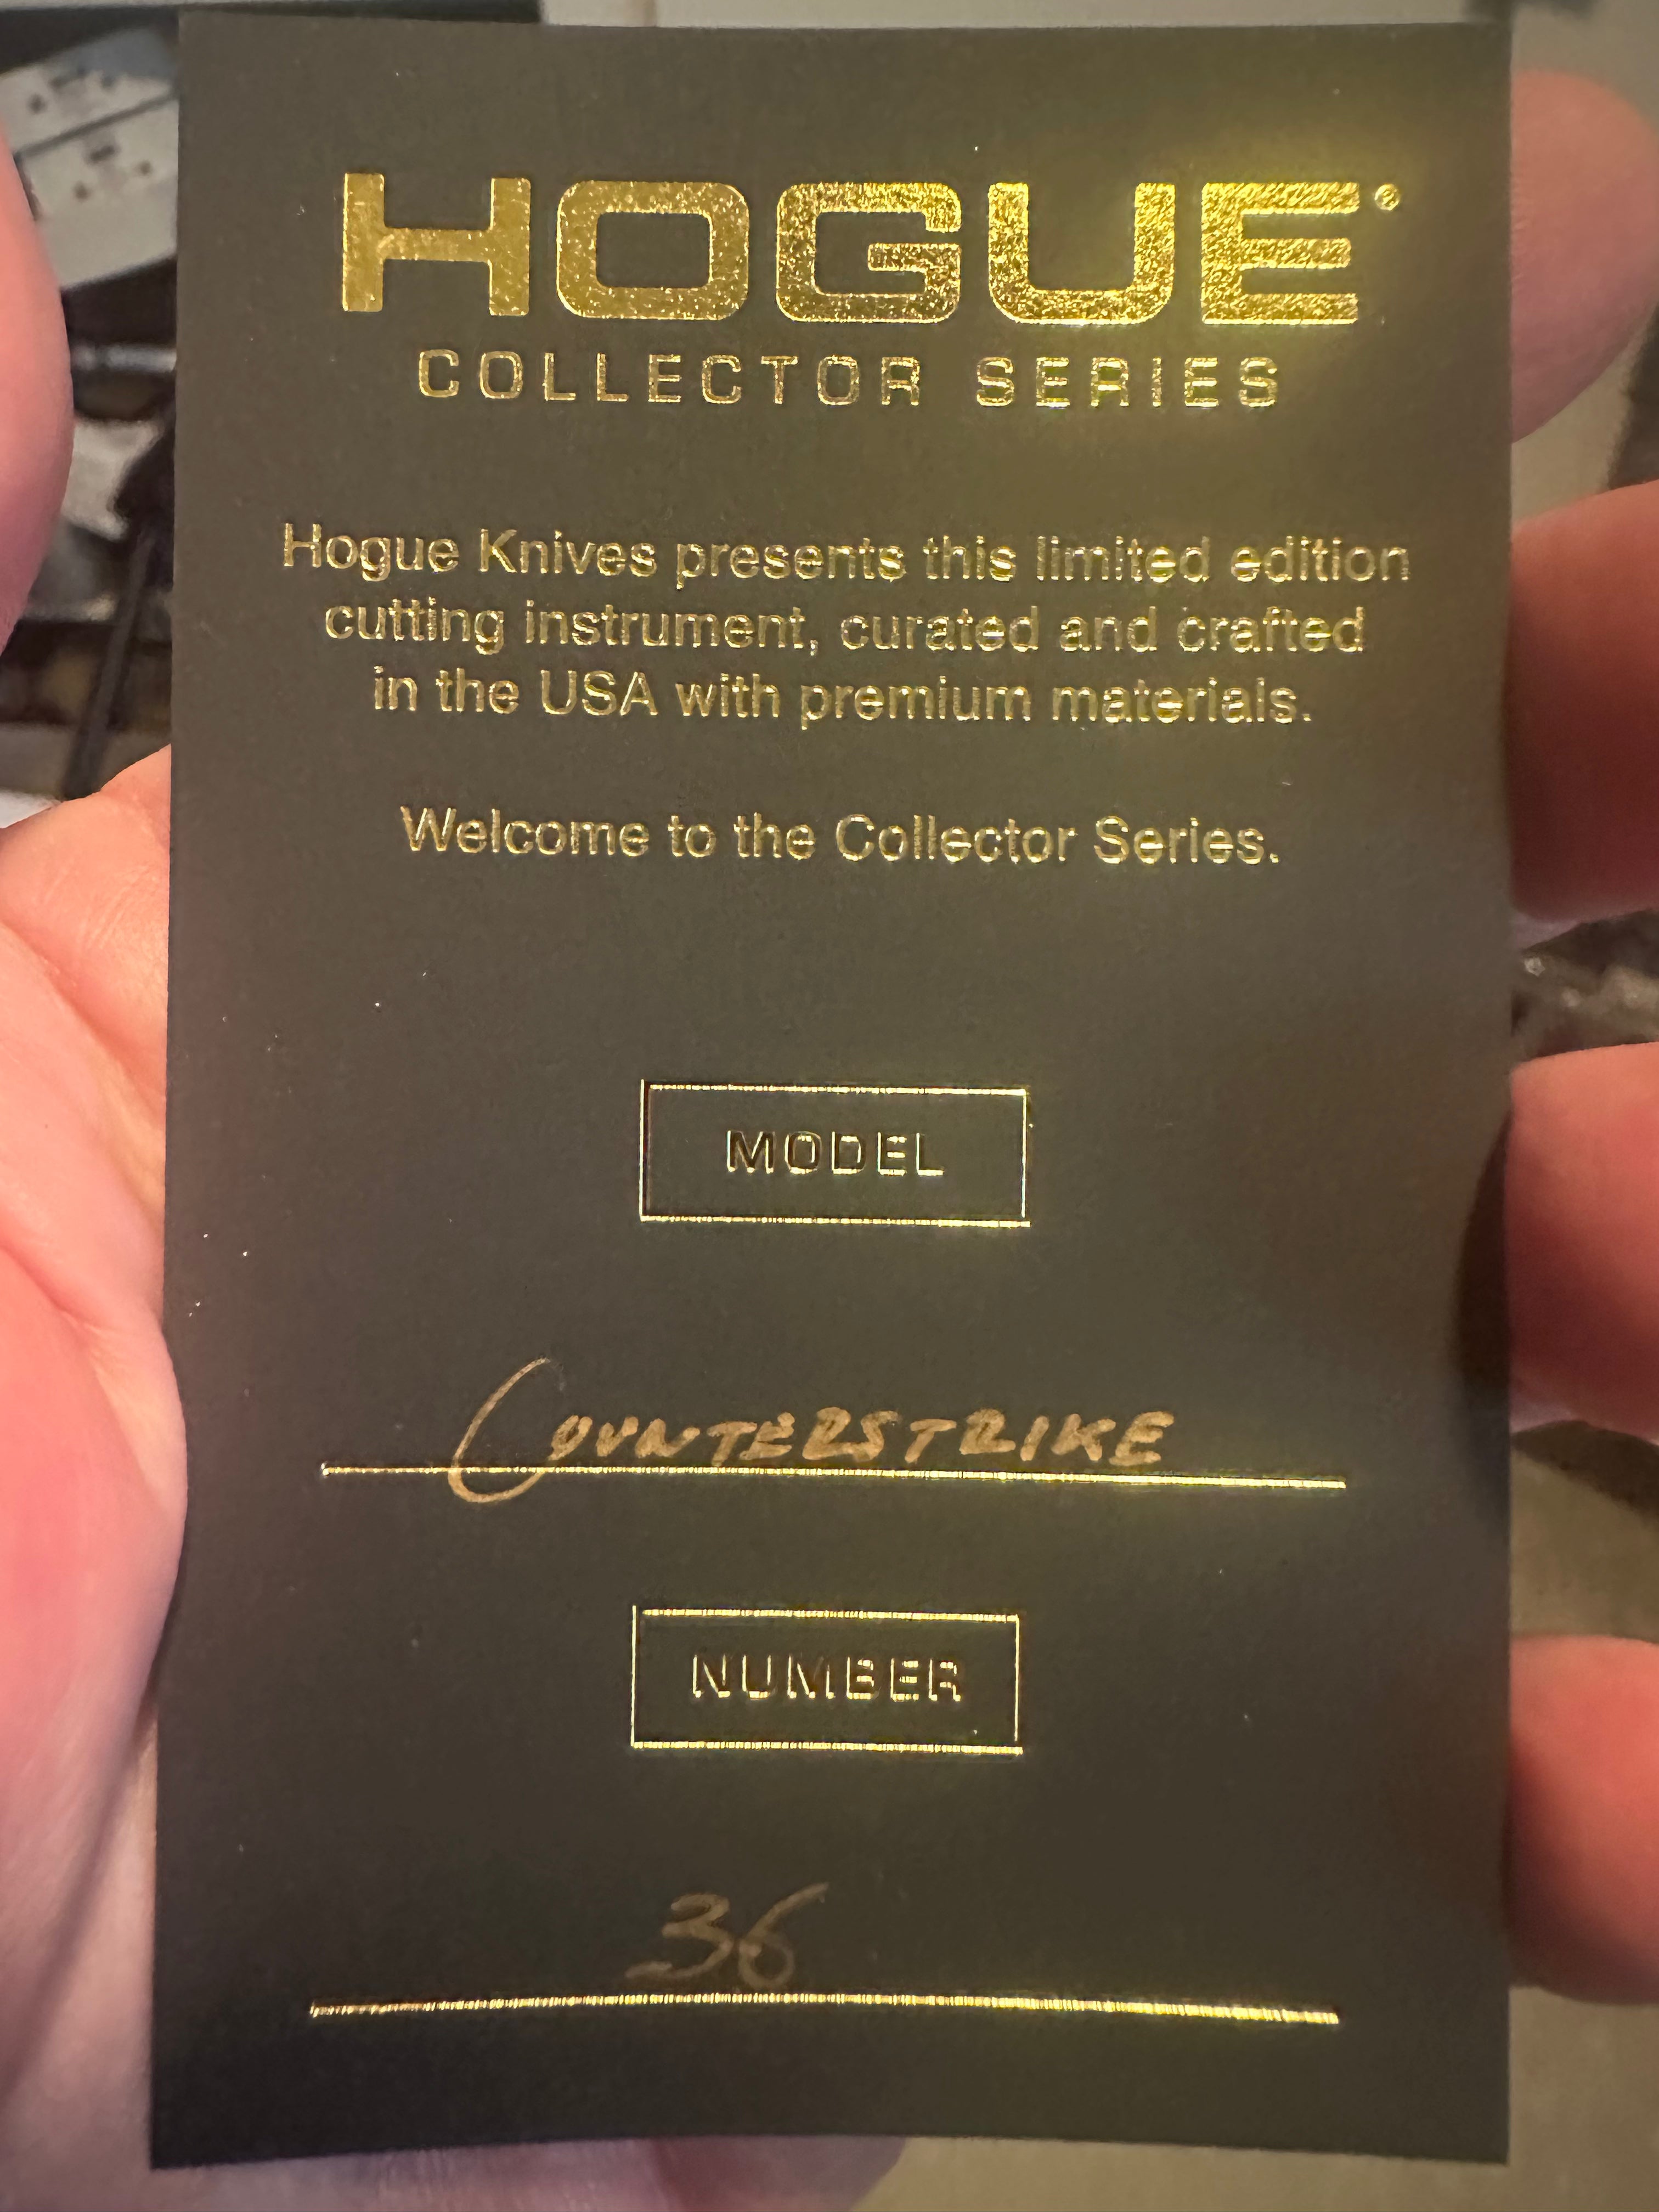 HOGUE®
COLLECTOR SERIES
Hogue Knives presents this limited edition
cutting instrument, curated and crafted
in the USA with premium materials.
Welcome to the Collector Series.
MODEL
COUNTERSTRIKE
NUMBER
36